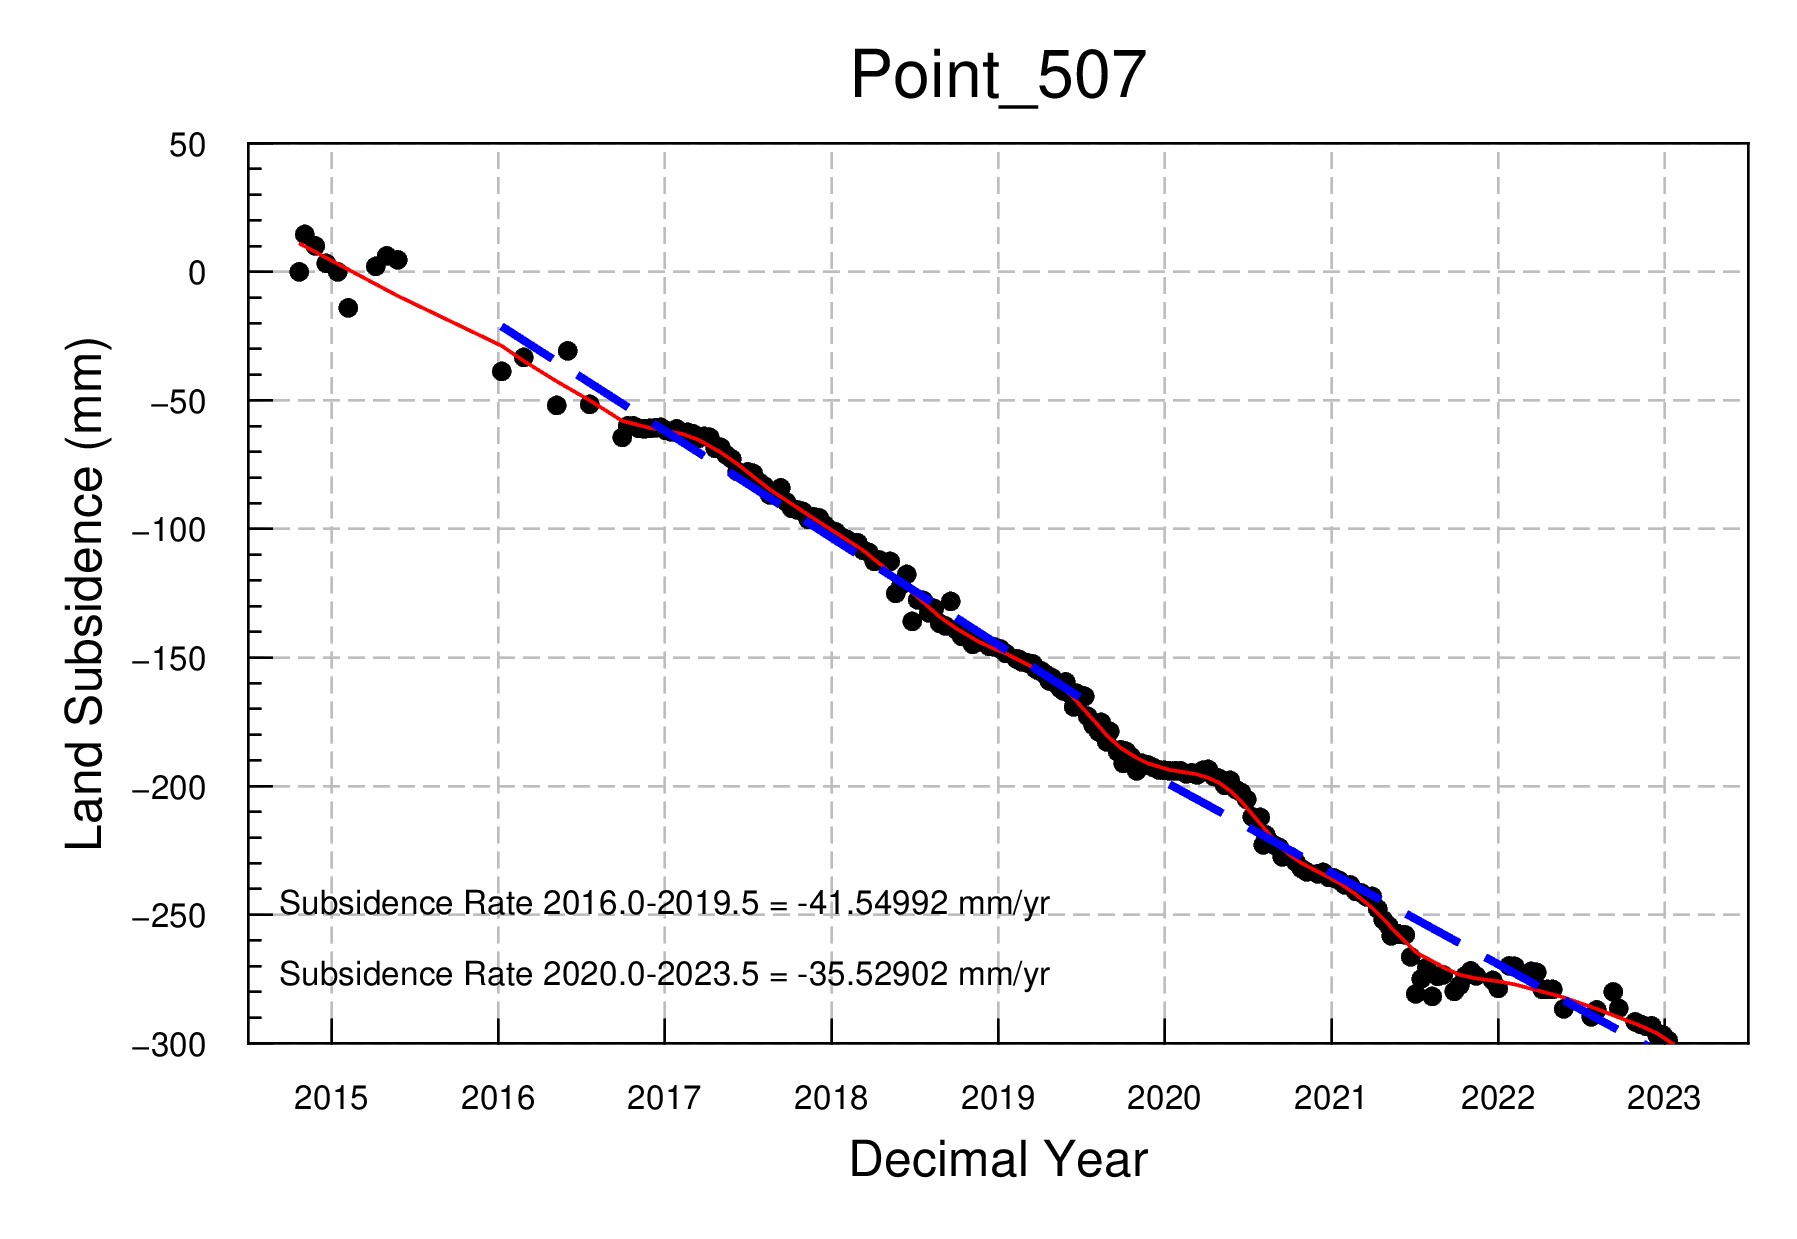 Point_507
50
0
−50
−100
−150
−200
−250
−300
Land Subsidence (mm)
Subsidence Rate 2016.0-2019.5 = -41.54992 mm/yr
Subsidence Rate 2020.0-2023.5 = -35.52902 mm/yr
2015 2016 2017 2018 2019 2020 2021 2022 2023
Decimal Year